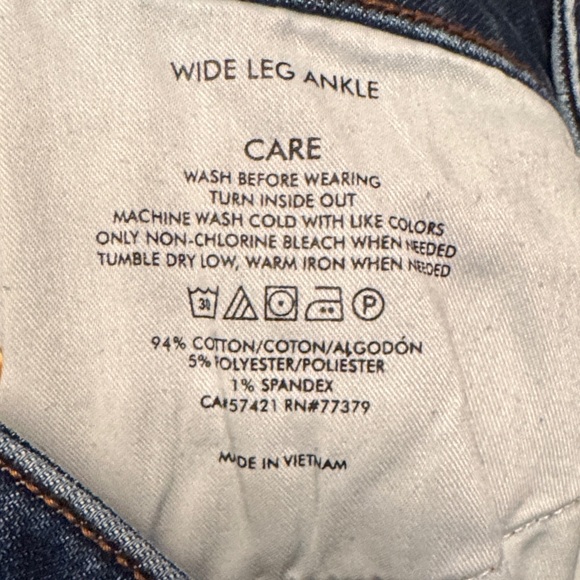 WIDE LEG ANKLE
CARE
WASH BEFORE WEARING
TURN INSIDE OUT
MACHINE WASH COLD WITH LIKE COLORS
ONLY NON-CHLORINE BLEACH WHEN NEEDED
TUMBLE DRY LOW, WARM IRON WHEN NEEDED
30 P
94% COTTON/COTON/ALGODÓN
5% POLYESTER/POLIESTER
1% SPANDEX
CA#57421 RN#77379
MADE IN VIETNAM